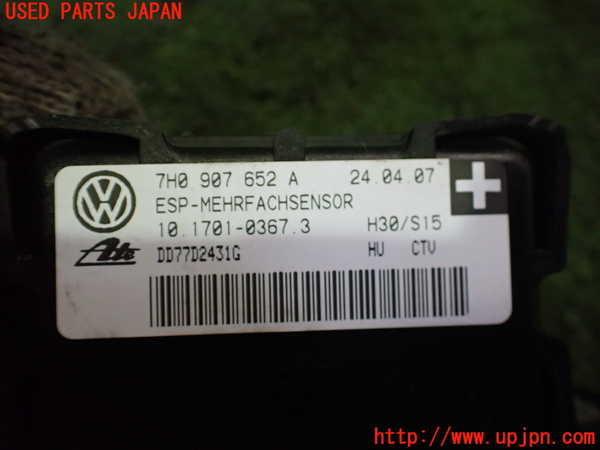 USED PARTS JAPAN
VW
7H0 907 652 A 24.04.07
ESP-MEHRFACHSENSOR
10.1701-0367.3 H30/S15
Ate DD77D2431G HU CTV
http://www.upjpn.com/